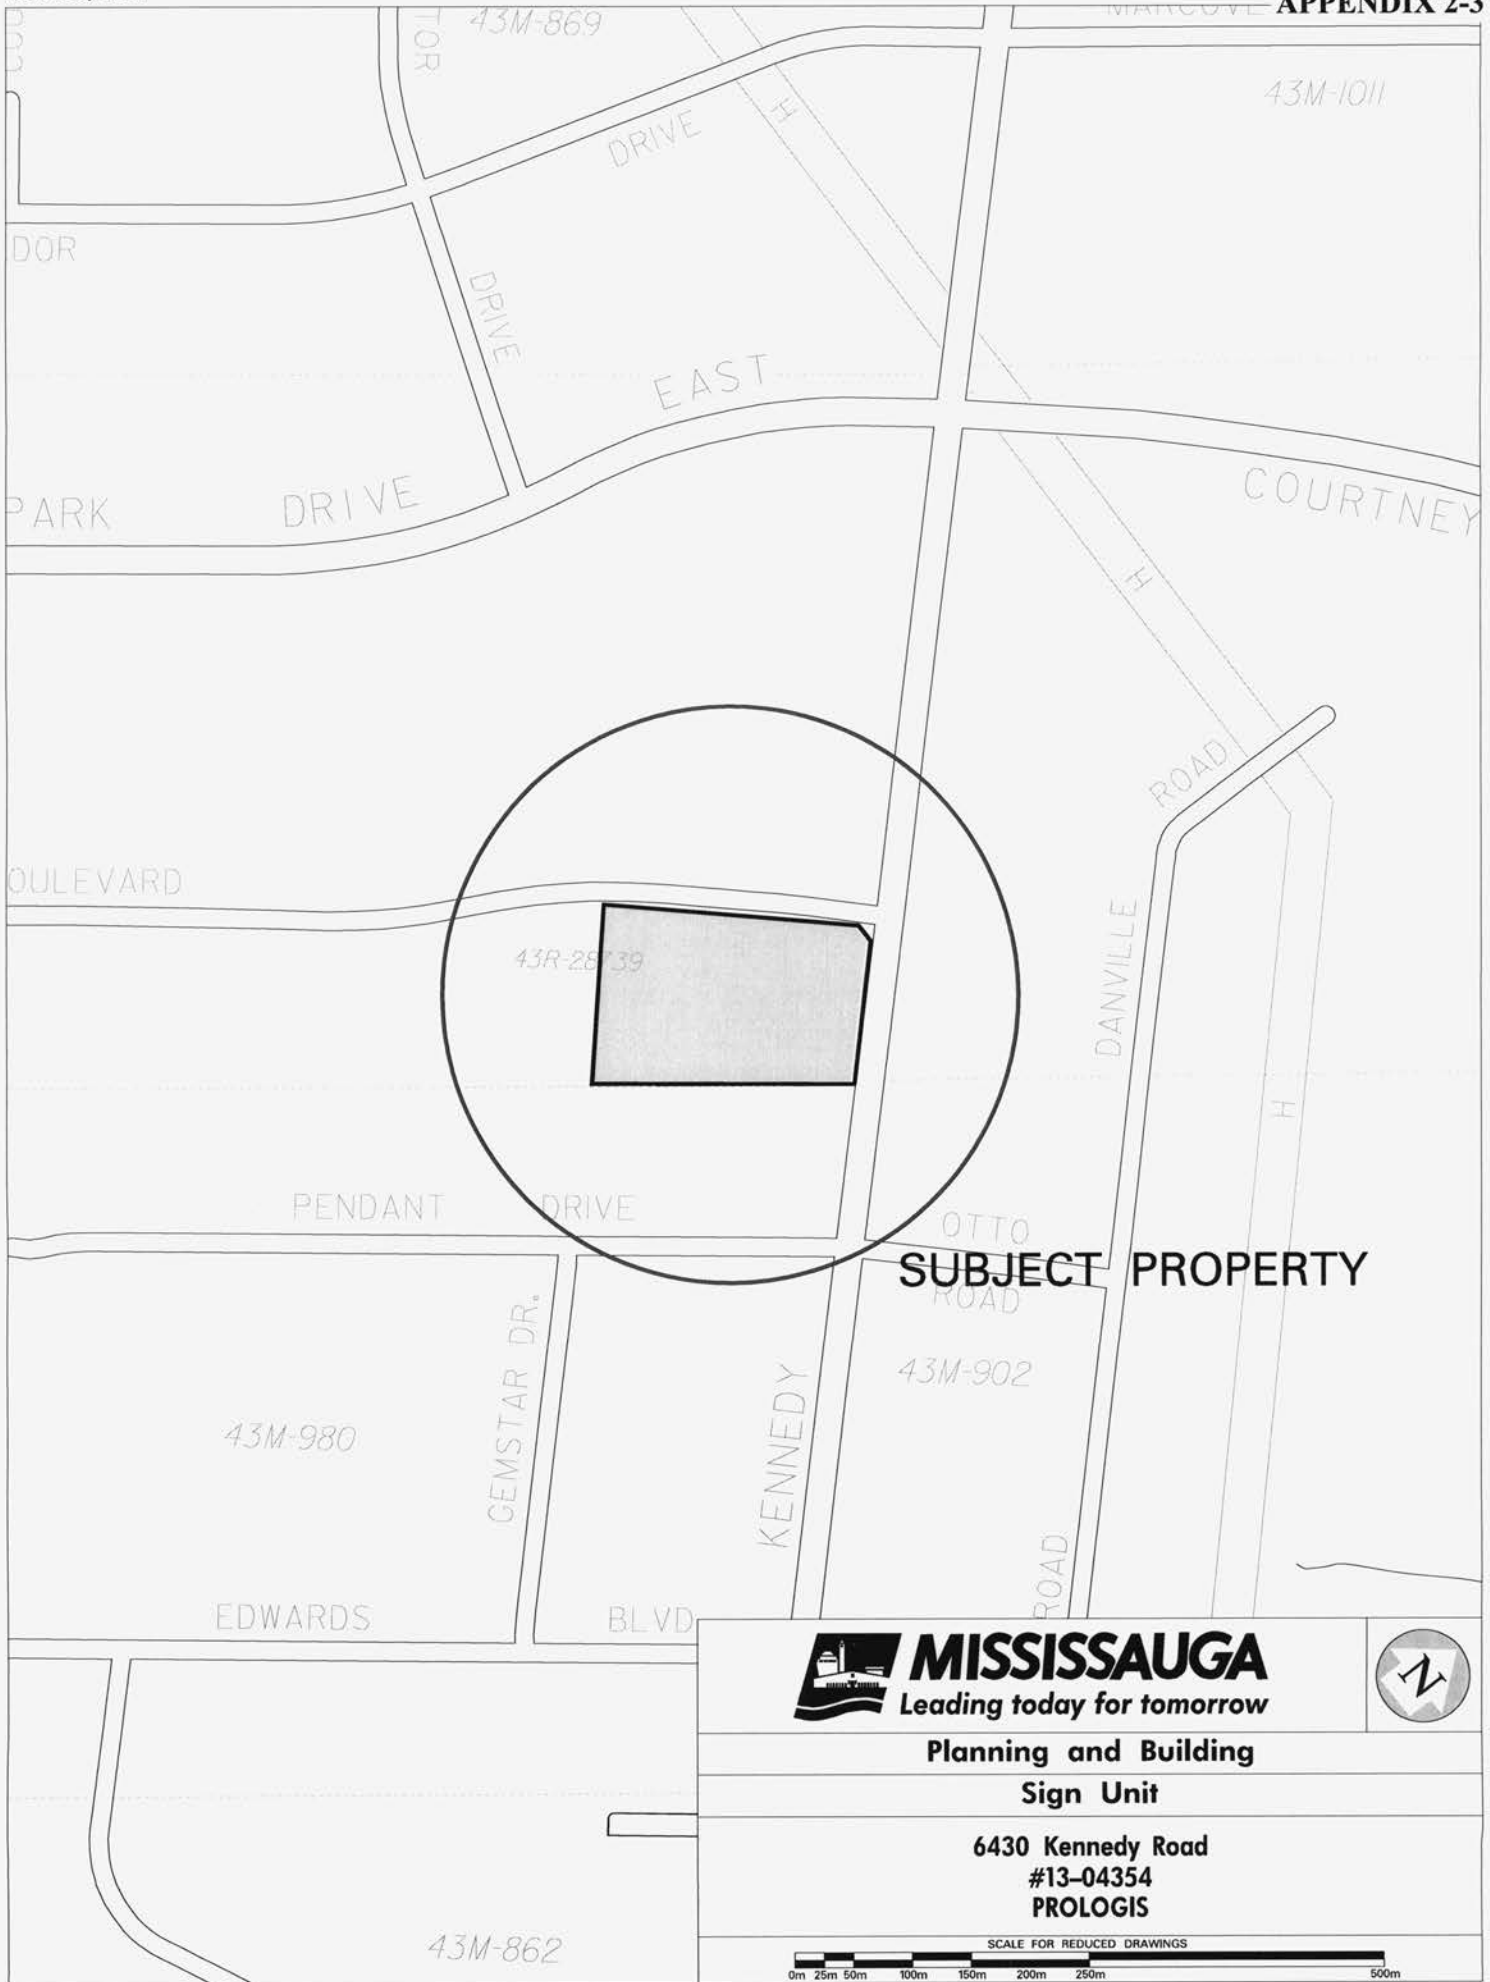 APPENDIX 2-3
43M-869
TOR
43M-1011
DRIVE
H
DOR
DRIVE
EAST
PARK
DRIVE
COURTNEY
H
ROAD
OULEVARD
43R-28739
DANVILLE
H
PENDANT DRIVE
OTTO
SUBJECT PROPERTY
ROAD
GEMSTAR DR.
43M-902
KENNEDY
43M-980
ROAD
EDWARDS BLVD
MISSISSAUGA
Leading today for tomorrow
N
Planning and Building
Sign Unit
6430 Kennedy Road
#13-04354
PROLOGIS
43M-862
SCALE FOR REDUCED DRAWINGS
0m 25m 50m 100m 150m 200m 250m 500m